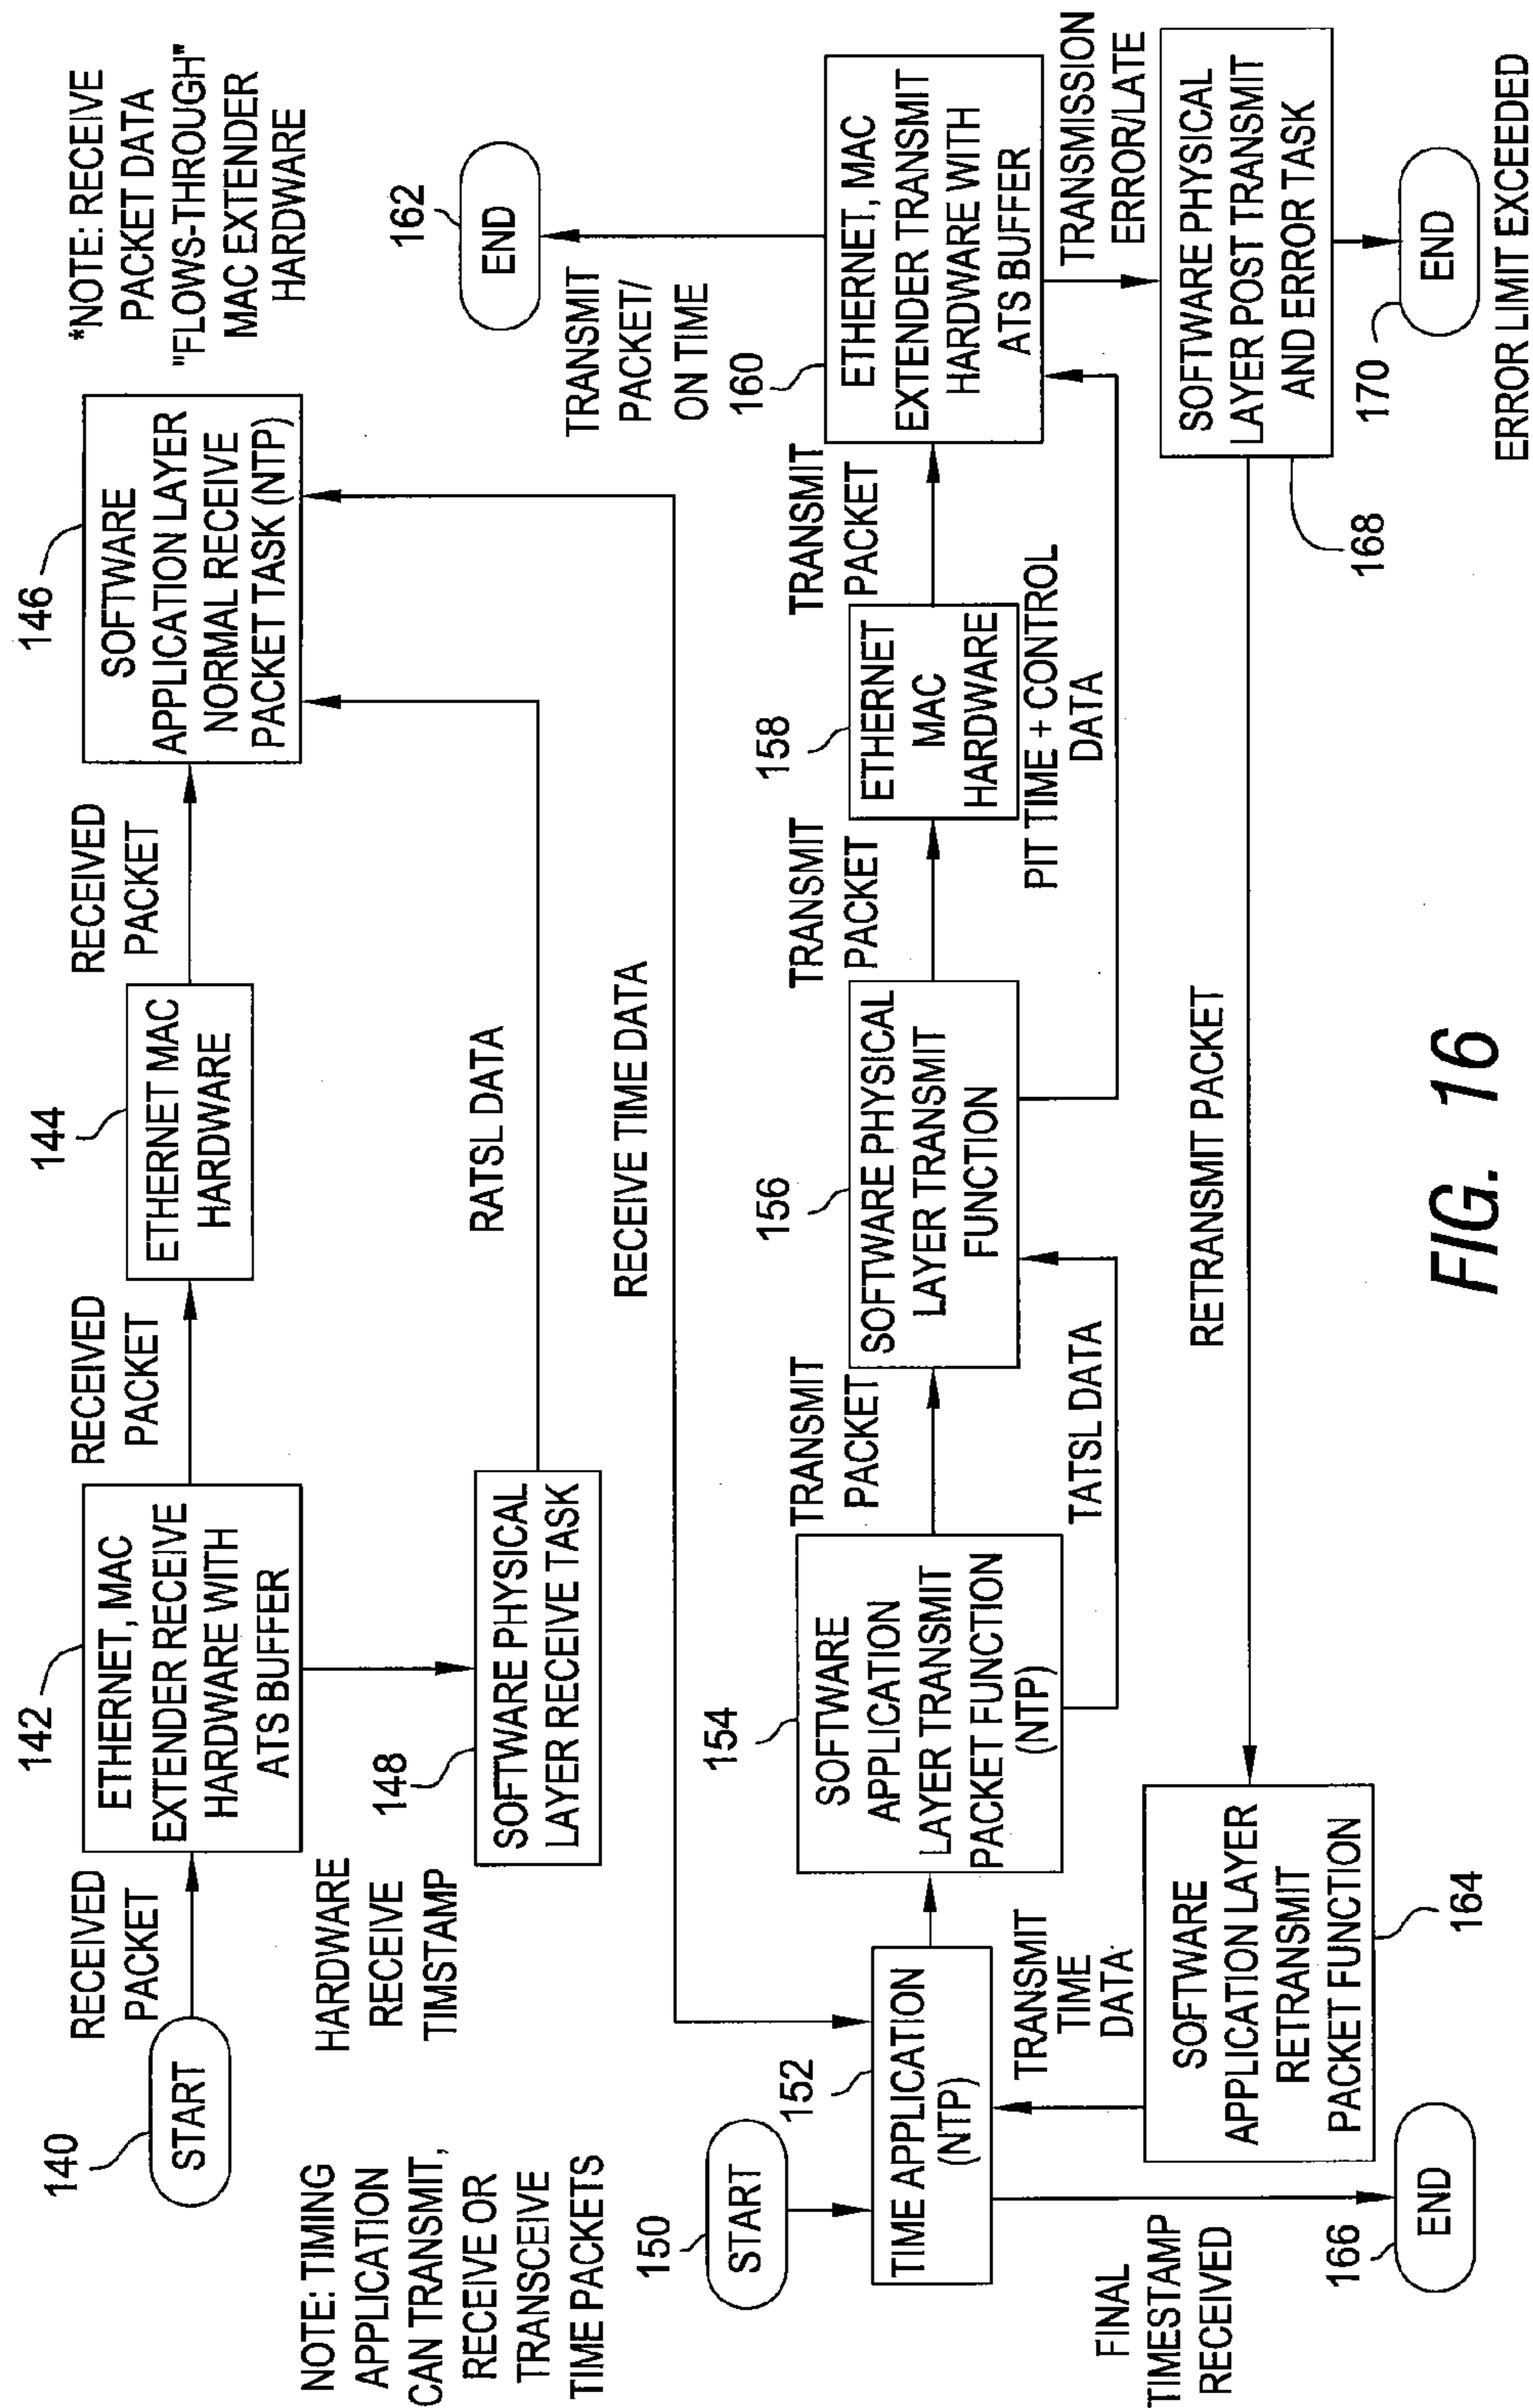 140
START
RECEIVED
PACKET
142
ETHERNET, MAC
EXTENDER RECEIVE
HARDWARE WITH
ATS BUFFER
RECEIVED
PACKET
144
ETHERNET MAC
HARDWARE
RECEIVED
PACKET
146
SOFTWARE
APPLICATION LAYER
NORMAL RECEIVE
PACKET TASK (NTP)
*NOTE: RECEIVE
PACKET DATA
"FLOWS-THROUGH"
MAC EXTENDER
HARDWARE
HARDWARE
RECEIVE
TIMSTAMP
148
SOFTWARE PHYSICAL
LAYER RECEIVE TASK
RATSL DATA
NOTE: TIMING
APPLICATION
CAN TRANSMIT,
RECEIVE OR
TRANSCEIVE
TIME PACKETS
RECEIVE TIME DATA
150
START
152
TIME APPLICATION
(NTP)
154
SOFTWARE
APPLICATION
LAYER TRANSMIT
PACKET FUNCTION
(NTP)
TRANSMIT
PACKET
TATSL DATA
156
SOFTWARE PHYSICAL
LAYER TRANSMIT
FUNCTION
TRANSMIT
PACKET
158
ETHERNET
MAC
HARDWARE
PIT TIME + CONTROL
DATA
TRANSMIT
PACKET
160
ETHERNET, MAC
EXTENDER TRANSMIT
HARDWARE WITH
ATS BUFFER
TRANSMIT
PACKET/
ON TIME
162
END
TRANSMISSION
ERROR/LATE
SOFTWARE PHYSICAL
LAYER POST TRANSMIT
AND ERROR TASK
168
170
END
ERROR LIMIT EXCEEDED
RETRANSMIT PACKET
SOFTWARE
APPLICATION LAYER
RETRANSMIT
PACKET FUNCTION
164
TRANSMIT
TIME
DATA
FINAL
TIMESTAMP
RECEIVED
166
END
FIG. 16